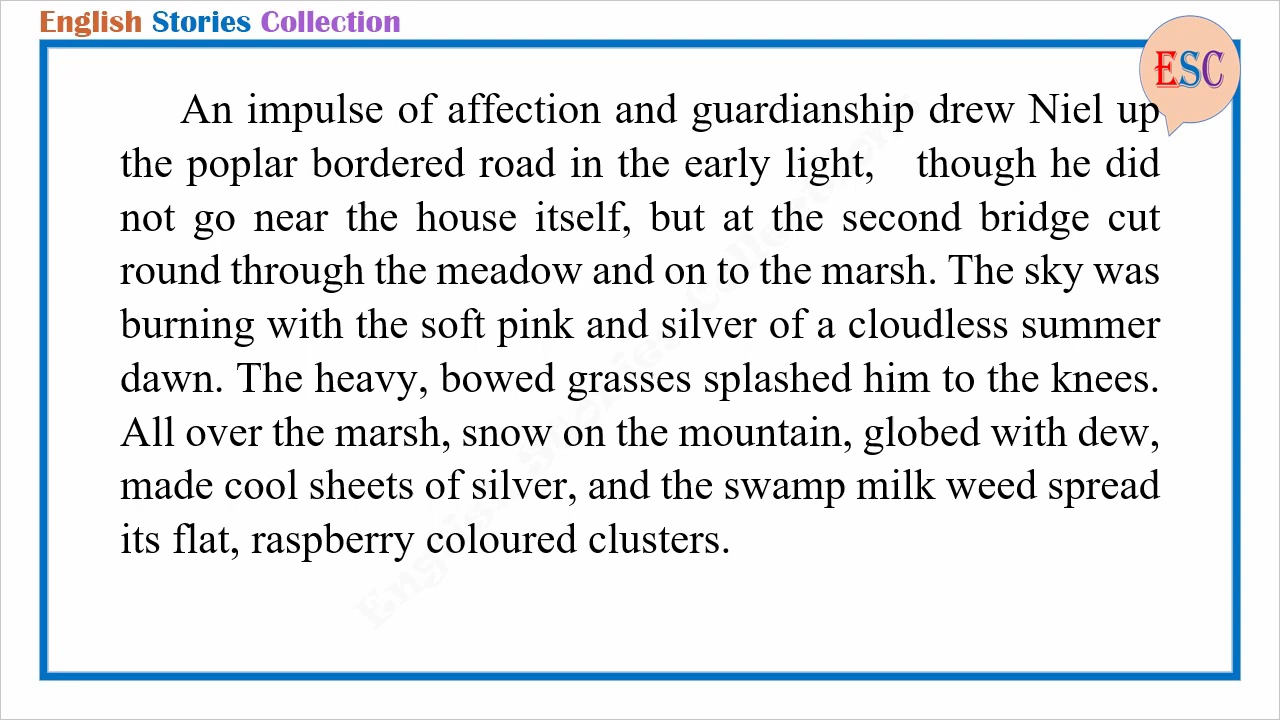 English Stories Collection
ESC
An impulse of affection and guardianship drew Niel up
the poplar bordered road in the early light, though he did
not go near the house itself, but at the second bridge cut
round through the meadow and on to the marsh. The sky was
burning with the soft pink and silver of a cloudless summer
dawn. The heavy, bowed grasses splashed him to the knees.
All over the marsh, snow on the mountain, globed with dew,
made cool sheets of silver, and the swamp milk weed spread
its flat, raspberry coloured clusters.
English Stories Collections